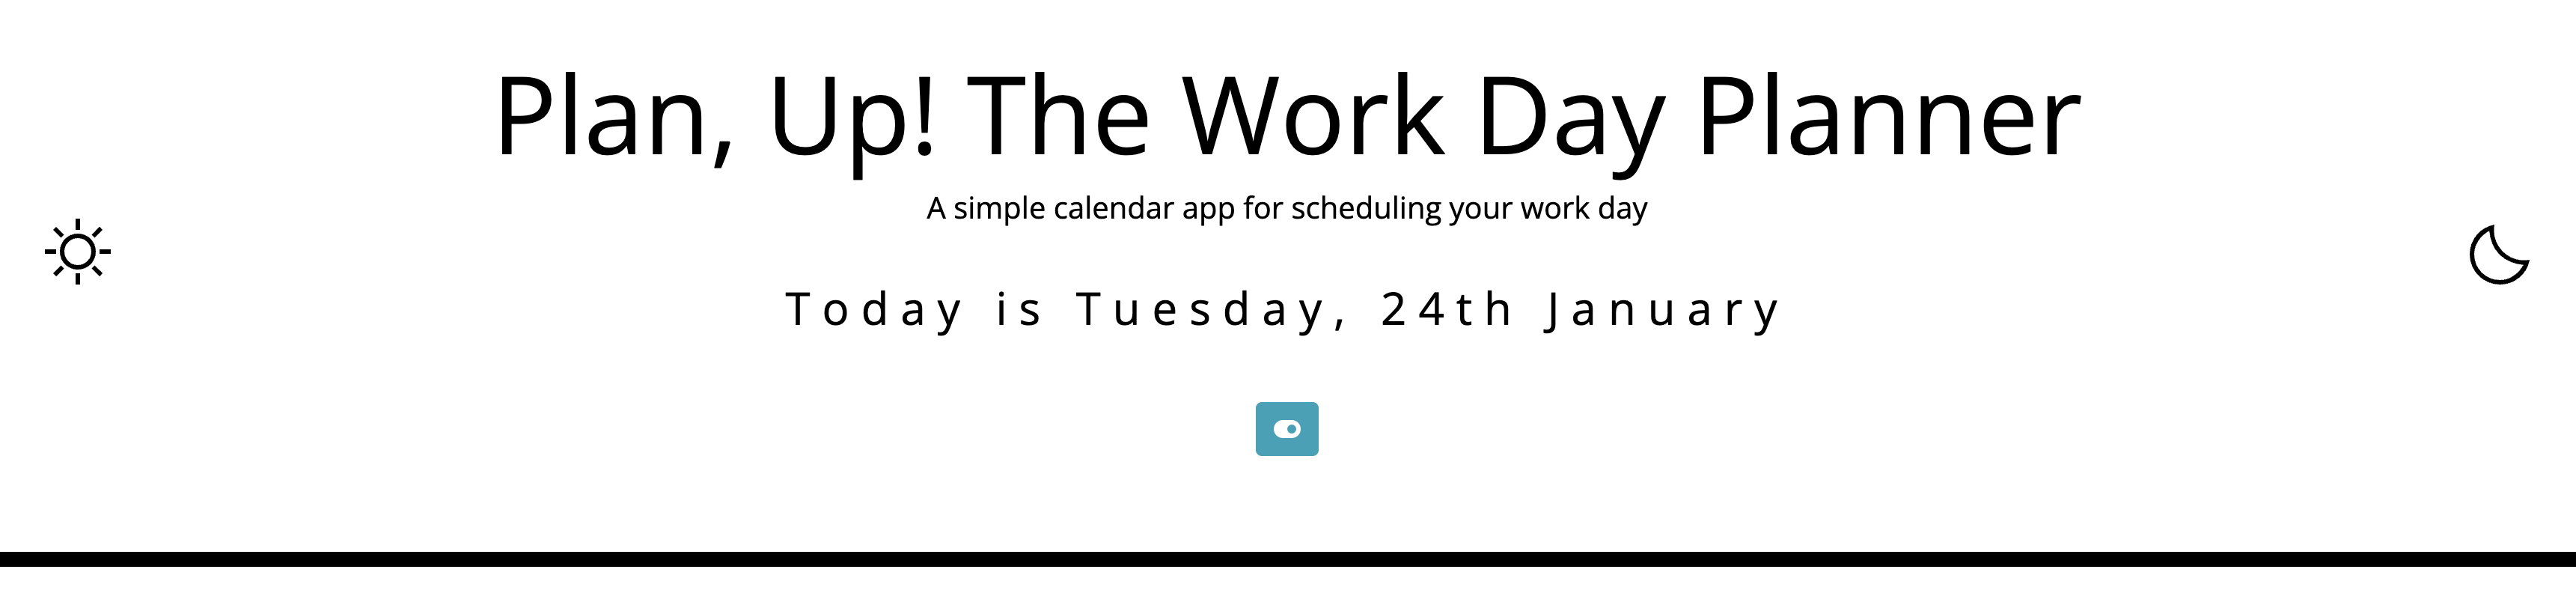 Plan, Up! The Work Day Planner
A simple calendar app for scheduling your work day
Today is Tuesday, 24th January